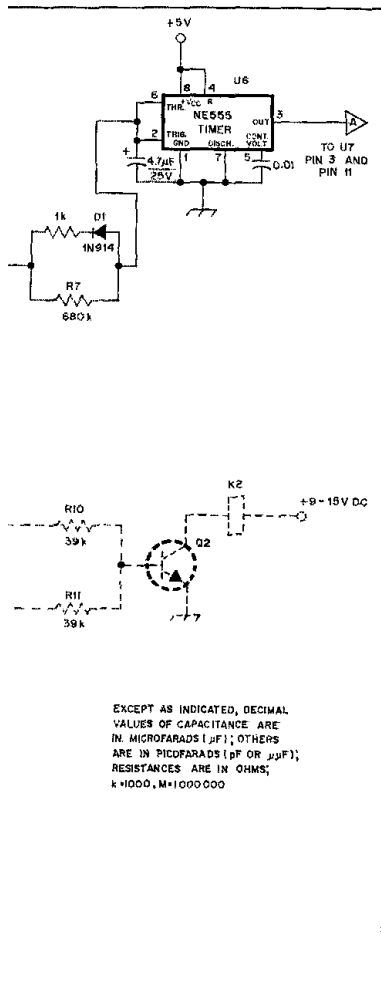 +5V
U6
8 4
6 +VCC R
THR.
NE555
TIMER
OUT 3
A
2 TRIG.
GND DISCH. CONT.
VOLT
1 7 5
+
4.7µF
25V
0.01
TO U7
PIN 3 AND
PIN 11
1k D1
1N914
R7
680k
K2
+9-15V DC
R10
39k
Q2
R11
39k
EXCEPT AS INDICATED, DECIMAL
VALUES OF CAPACITANCE ARE
IN MICROFARADS (µF); OTHERS
ARE IN PICOFARADS (pF OR µµF);
RESISTANCES ARE IN OHMS;
k=1000, M=1000000